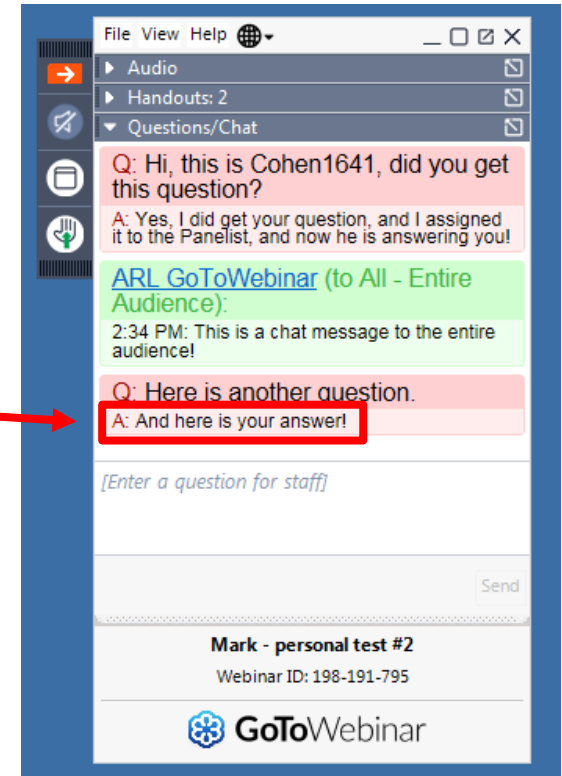 File View Help
Audio
Handouts: 2
Questions/Chat
Q: Hi, this is Cohen1641, did you get
this question?
A: Yes, I did get your question, and I assigned
it to the Panelist, and now he is answering you!
ARL GoToWebinar (to All - Entire
Audience):
2:34 PM: This is a chat message to the entire
audience!
Q: Here is another question.
A: And here is your answer!
[Enter a question for staff]
Send
Mark - personal test #2
Webinar ID: 198-191-795
GoToWebinar